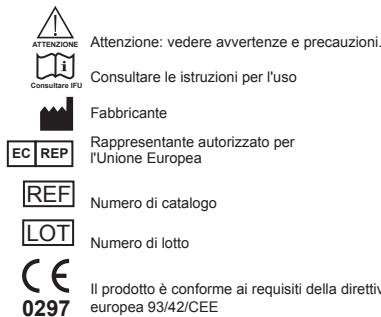 ATTENZIONE
Attenzione: vedere avvertenze e precauzioni.
Consultare IFU
Consultare le istruzioni per l'uso
Fabbricante
EC REP
Rappresentante autorizzato per
l'Unione Europea
REF
Numero di catalogo
LOT
Numero di lotto
CE
0297
Il prodotto è conforme ai requisiti della direttiv
europea 93/42/CEE